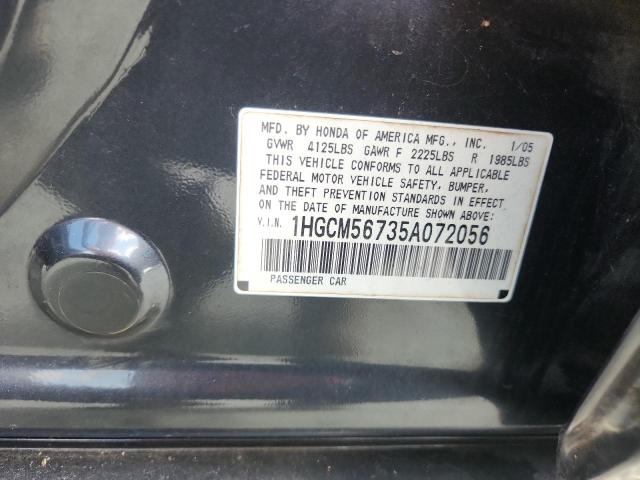 MFD. BY HONDA OF AMERICA MFG., INC. 1/05
GVWR 4125LBS GAWR F 2225LBS R 1985LBS
THIS VEHICLE CONFORMS TO ALL APPLICABLE
FEDERAL MOTOR VEHICLE SAFETY, BUMPER,
AND THEFT PREVENTION STANDARDS IN EFFECT
ON THE DATE OF MANUFACTURE SHOWN ABOVE:
V.I.N. 1HGCM56735A072056
PASSENGER CAR